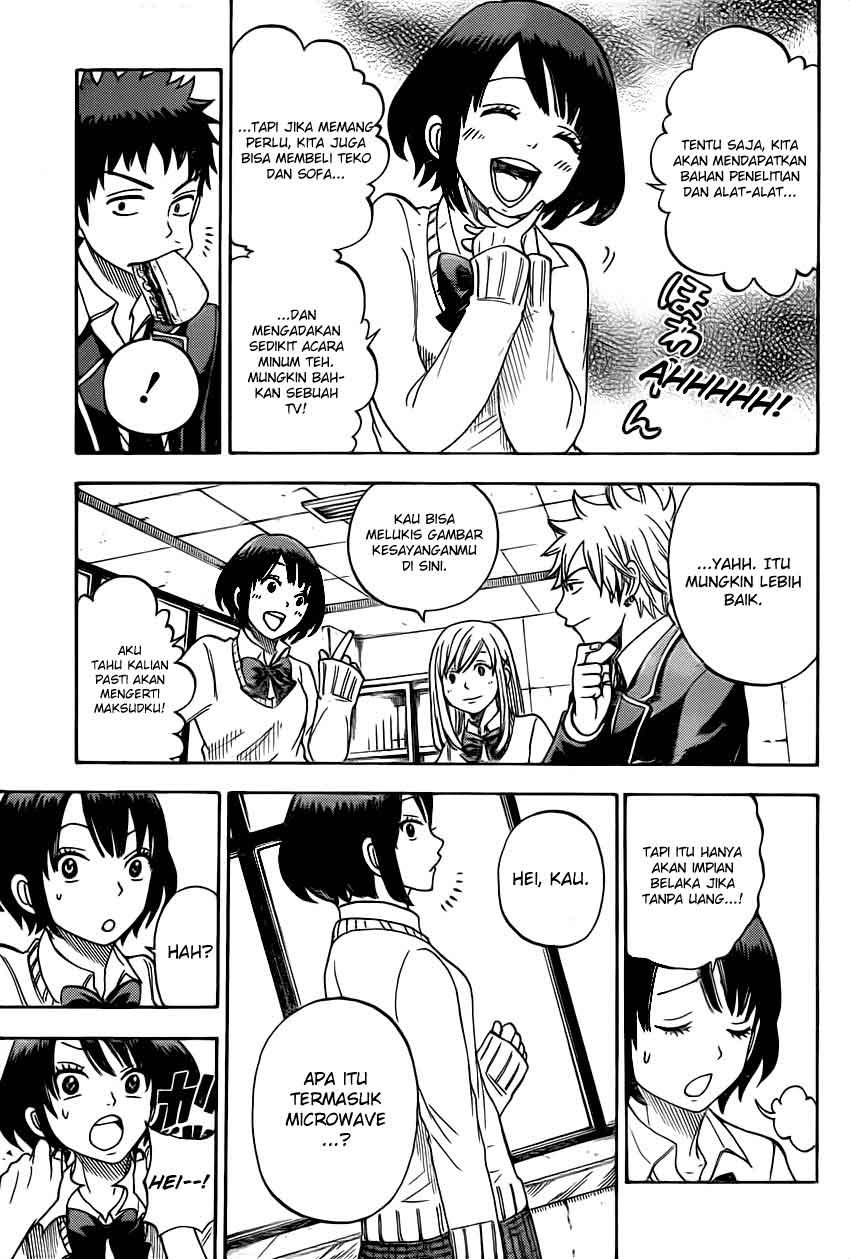 TENTU SAJA, KITA
AKAN MENDAPATKAN
BAHAN PENELITIAN
DAN ALAT-ALAT...
...TAPI JIKA MEMANG
PERLU, KITA JUGA
BISA MEMBELI TEKO
DAN SOFA...
...DAN
MENGADAKAN
SEDIKIT ACARA
MINUM TEH.
MUNGKIN BAH-
KAN SEBUAH
TV!
ほわ〜ん
AHHHHH!
!
...YAHH. ITU
MUNGKIN LEBIH
BAIK.
KAU BISA
MELUKIS GAMBAR
KESAYANGANMU
DI SINI.
AKU
TAHU KALIAN
PASTI AKAN
MENGERTI
MAKSUDKU!
TAPI ITU HANYA
AKAN IMPIAN
BELAKA JIKA
TANPA UANG...!
HEI, KAU.
APA ITU
TERMASUK
MICROWAVE
...?
HAH?
ガシ
HEI--!